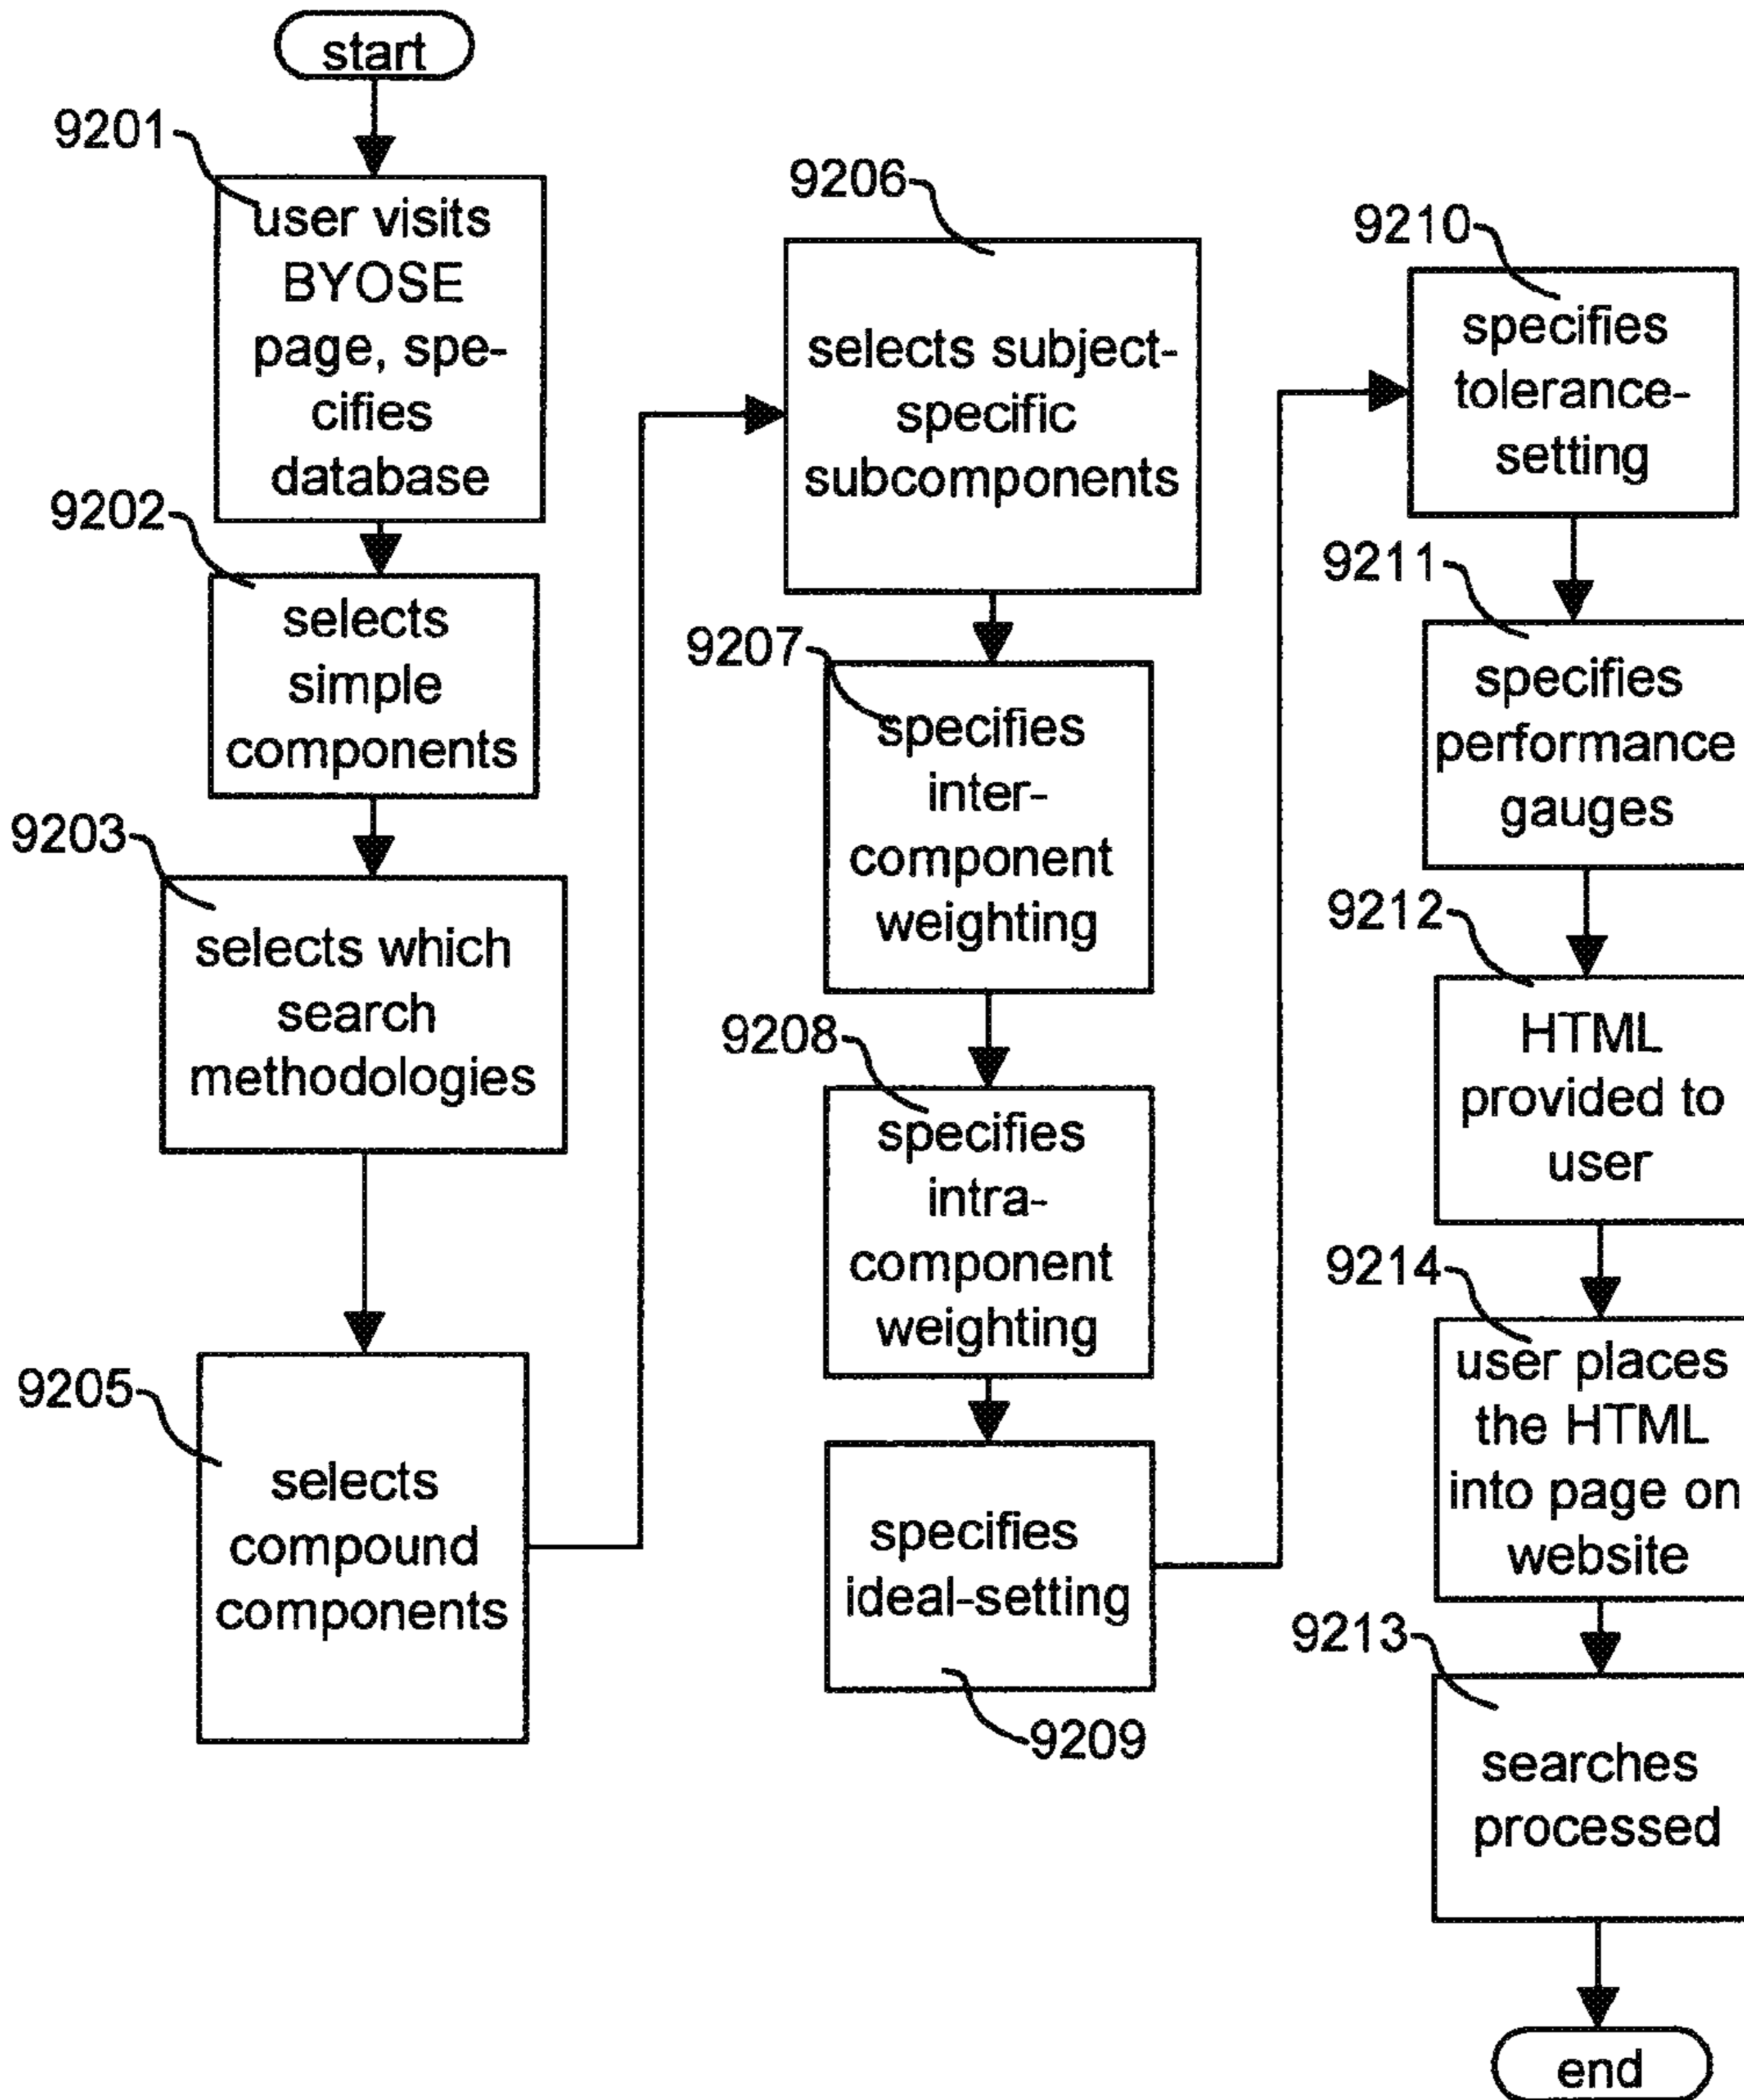 start
9201
user visits
BYOSE
page, spe-
cifies
database
9202
selects
simple
components
9203
selects which
search
methodologies
9205
selects
compound
components
9206
selects subject-
specific
subcomponents
9207
specifies
inter-
component
weighting
9208
specifies
intra-
component
weighting
specifies
ideal-setting
9209
9210
specifies
tolerance-
setting
9211
specifies
performance
gauges
9212
HTML
provided to
user
9214
user places
the HTML
into page on
website
9213
searches
processed
end